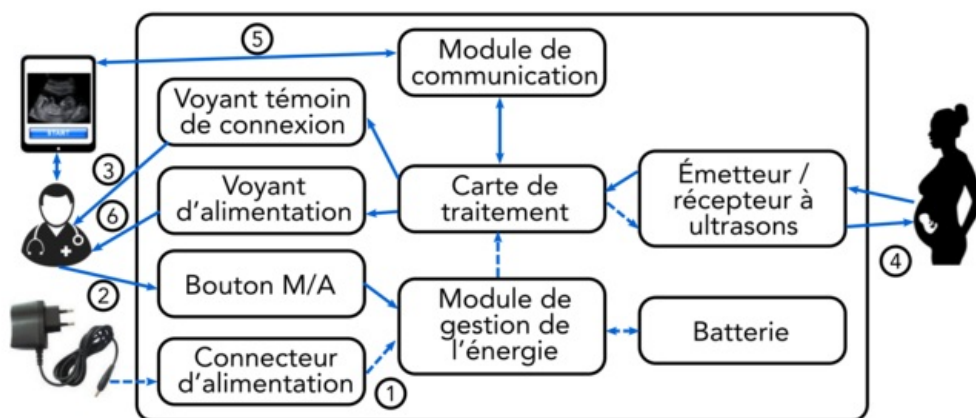 ⑤
Module de
communication
START
Voyant témoin
de connexion
③
Voyant
d'alimentation
⑥
Carte de
traitement
Émetteur /
récepteur à
ultrasons
④
②
Bouton M/A
Module de
gestion de
l'énergie
Batterie
Connecteur
d'alimentation
①